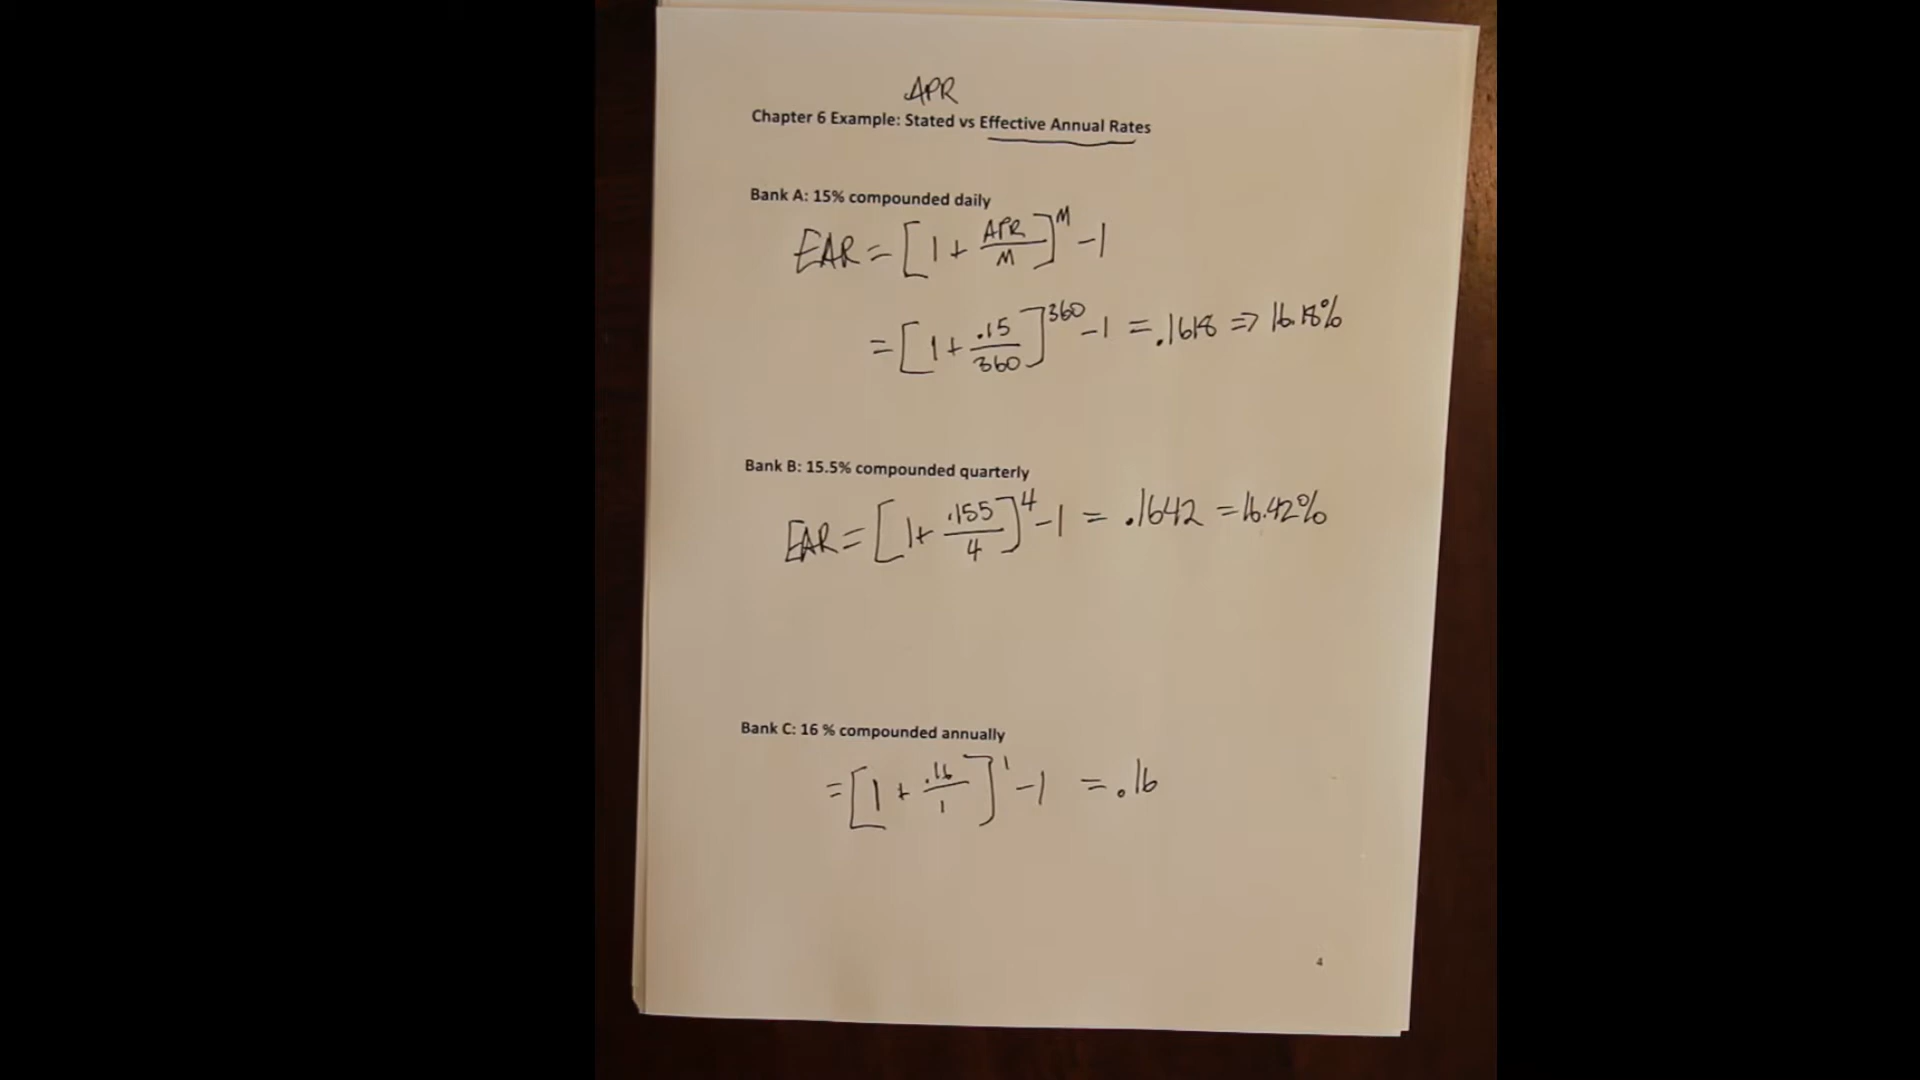 APR
Chapter 6 Example: Stated vs Effective Annual Rates
Bank A: 15% compounded daily
EAR = [1 + APR/M]^M - 1
= [1 + .15/360]^360 - 1 = .1618 => 16.18%
Bank B: 15.5% compounded quarterly
EAR = [1 + .155/4]^4 - 1 = .1642 = 16.42%
Bank C: 16 % compounded annually
= [1 + .16/1]^1 - 1 = .16
4